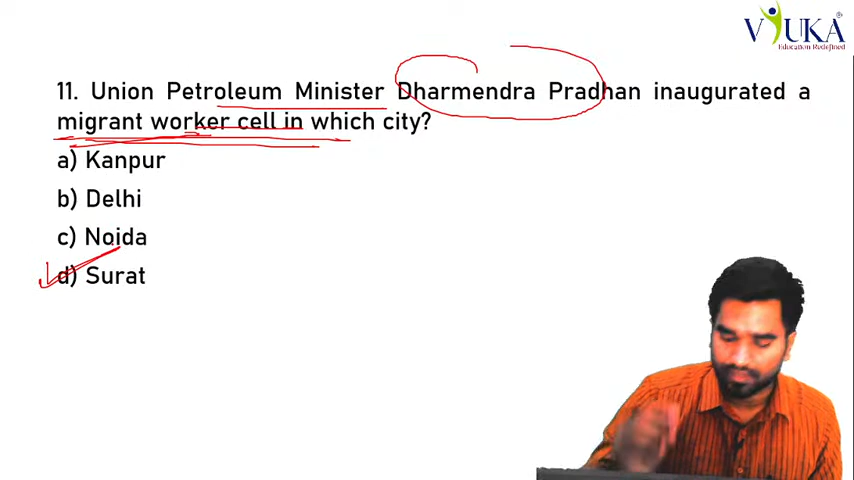 VYUKA
Education Redefined
11. Union Petroleum Minister Dharmendra Pradhan inaugurated a
migrant worker cell in which city?
a) Kanpur
b) Delhi
c) Noida
d) Surat